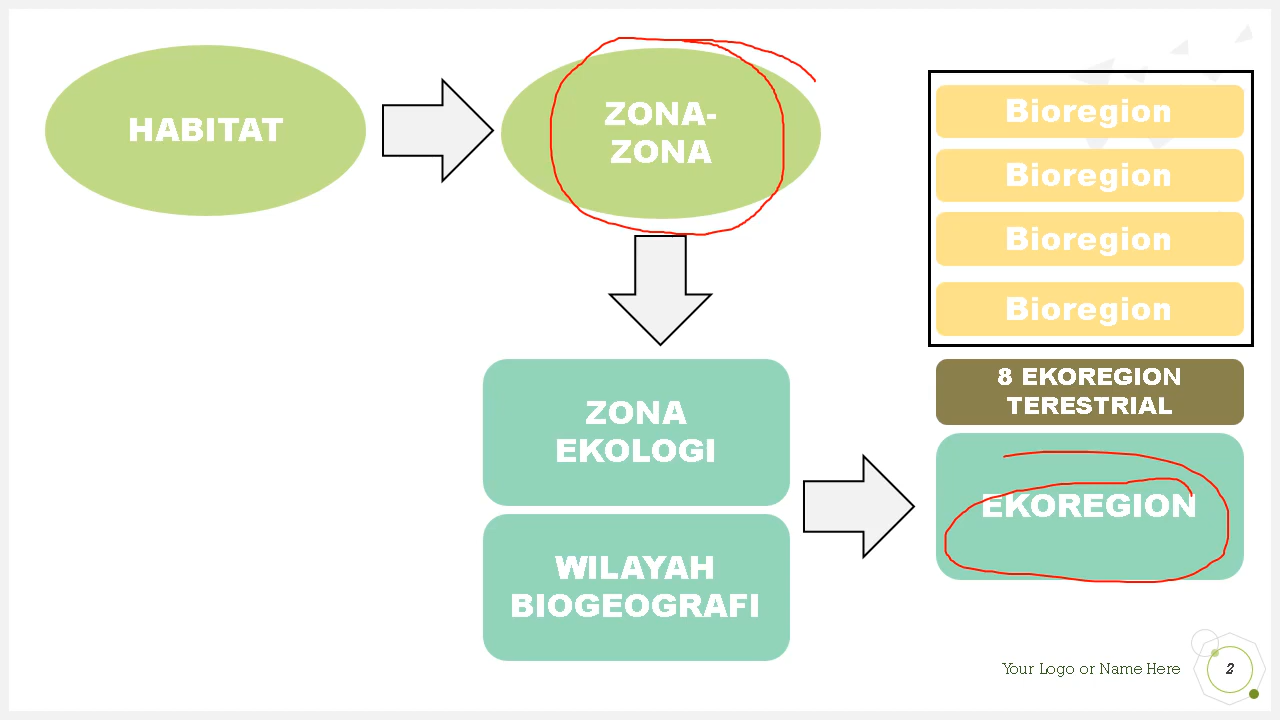 HABITAT
ZONA-
ZONA
Bioregion
Bioregion
Bioregion
Bioregion
8 EKOREGION
TERESTRIAL
ZONA
EKOLOGI
EKOREGION
WILAYAH
BIOGEOGRAFI
Your Logo or Name Here
2